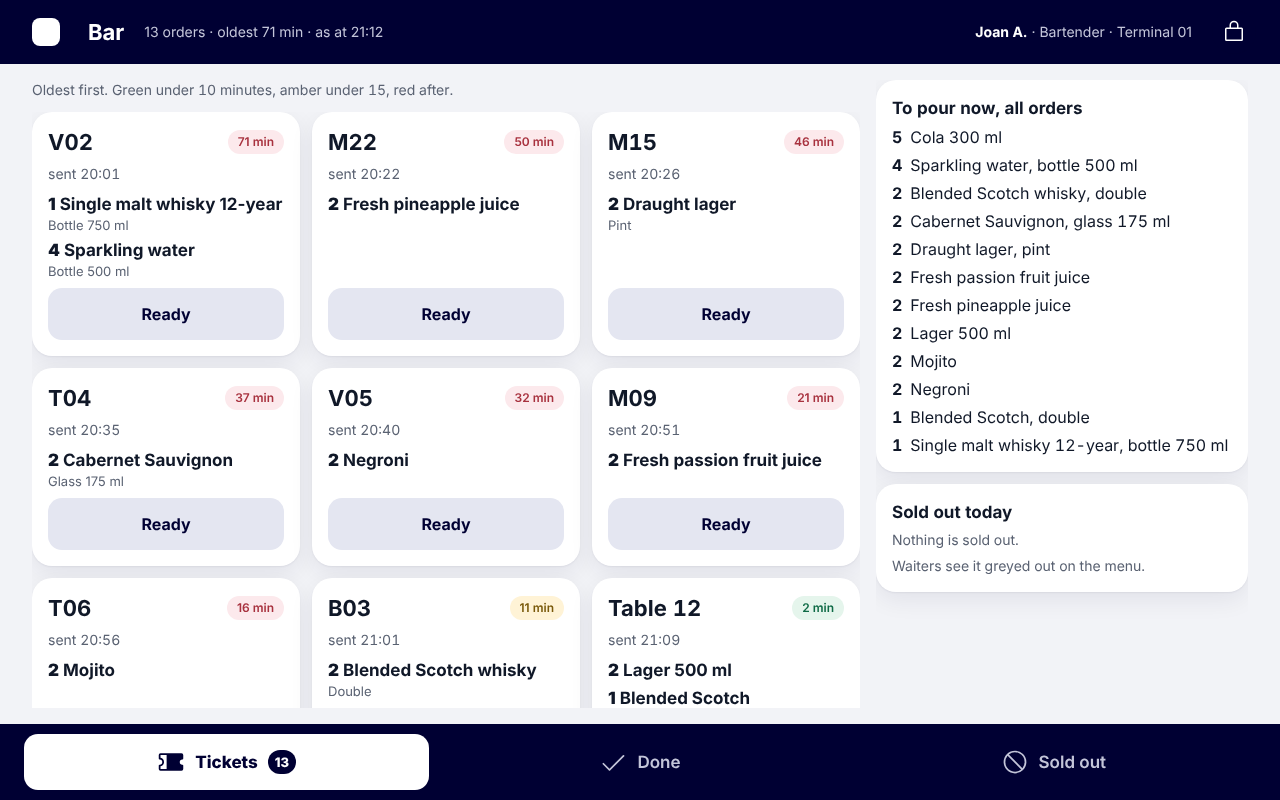 Bar
13 orders · oldest 71 min · as at 21:12
Joan A. · Bartender · Terminal 01
Oldest first. Green under 10 minutes, amber under 15, red after.
V02
71 min
sent 20:01
1 Single malt whisky 12-year
Bottle 750 ml
4 Sparkling water
Bottle 500 ml
Ready
M22
50 min
sent 20:22
2 Fresh pineapple juice
Ready
M15
46 min
sent 20:26
2 Draught lager
Pint
Ready
T04
37 min
sent 20:35
2 Cabernet Sauvignon
Glass 175 ml
Ready
V05
32 min
sent 20:40
2 Negroni
Ready
M09
21 min
sent 20:51
2 Fresh passion fruit juice
Ready
T06
16 min
sent 20:56
2 Mojito
B03
11 min
sent 21:01
2 Blended Scotch whisky
Double
Table 12
2 min
sent 21:09
2 Lager 500 ml
1 Blended Scotch
To pour now, all orders
5 Cola 300 ml
4 Sparkling water, bottle 500 ml
2 Blended Scotch whisky, double
2 Cabernet Sauvignon, glass 175 ml
2 Draught lager, pint
2 Fresh passion fruit juice
2 Fresh pineapple juice
2 Lager 500 ml
2 Mojito
2 Negroni
1 Blended Scotch, double
1 Single malt whisky 12-year, bottle 750 ml
Sold out today
Nothing is sold out.
Waiters see it greyed out on the menu.
Tickets 13
Done
Sold out